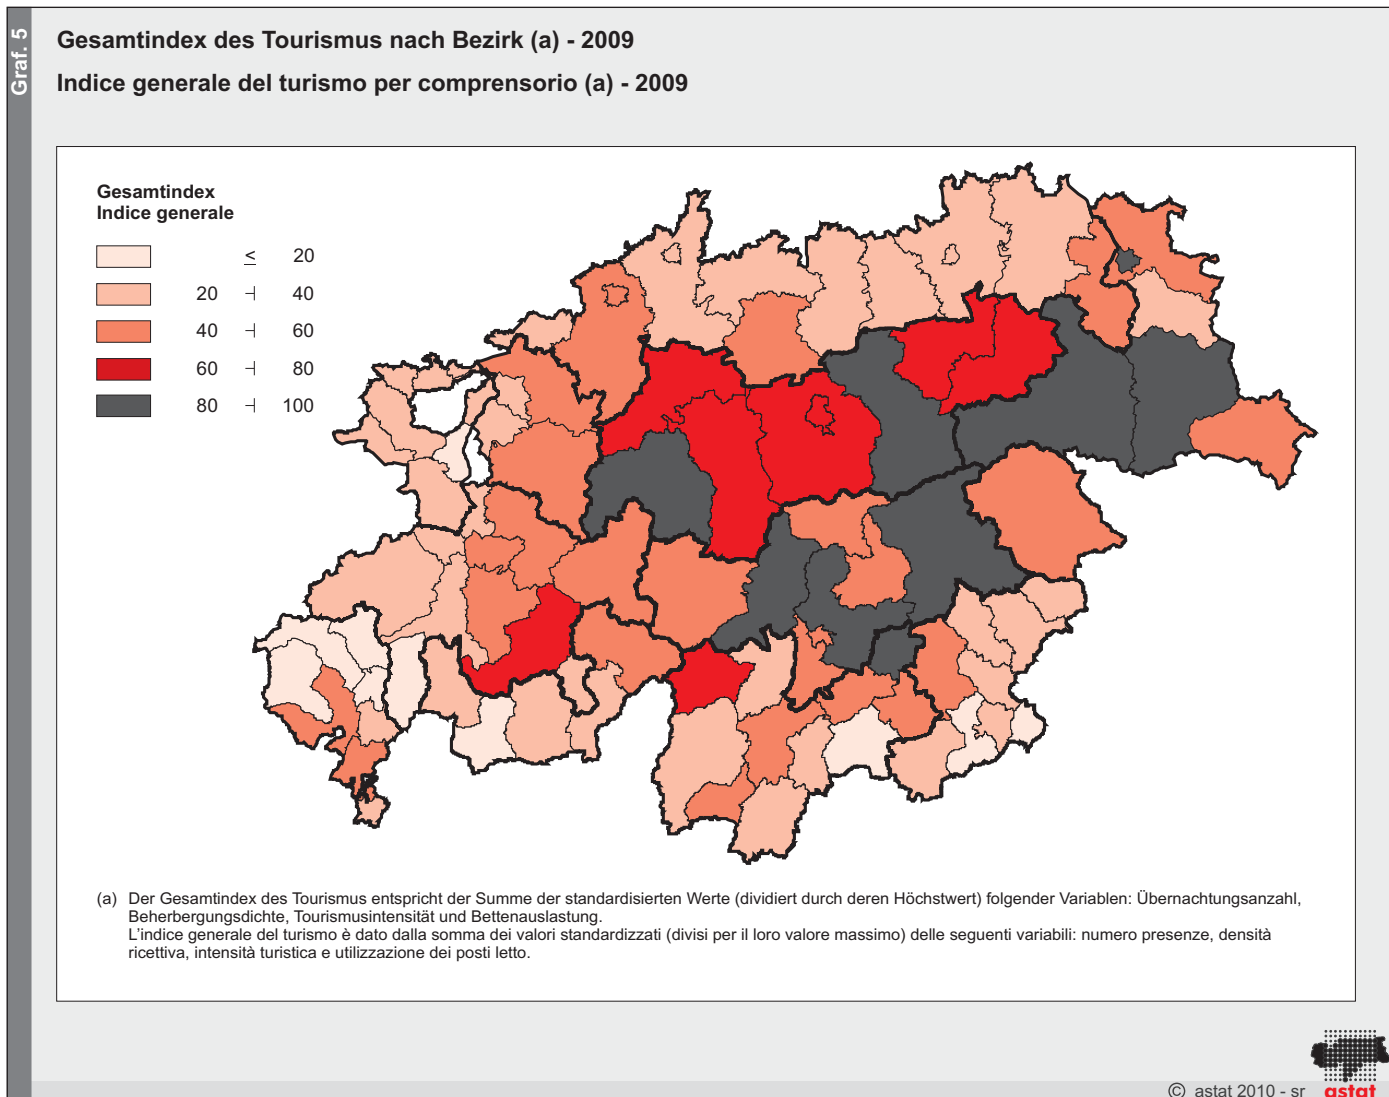 Graf. 5
Gesamtindex des Tourismus nach Bezirk (a) - 2009
Indice generale del turismo per comprensorio (a) - 2009
Gesamtindex
Indice generale
≤ 20
20 ⊣ 40
40 ⊣ 60
60 ⊣ 80
80 ⊣ 100
(a) Der Gesamtindex des Tourismus entspricht der Summe der standardisierten Werte (dividiert durch deren Höchstwert) folgender Variablen: Übernachtungsanzahl,
Beherbergungsdichte, Tourismusintensität und Bettenauslastung.
L'indice generale del turismo è dato dalla somma dei valori standardizzati (divisi per il loro valore massimo) delle seguenti variabili: numero presenze, densità
ricettiva, intensità turistica e utilizzazione dei posti letto.
© astat 2010 - sr
astat